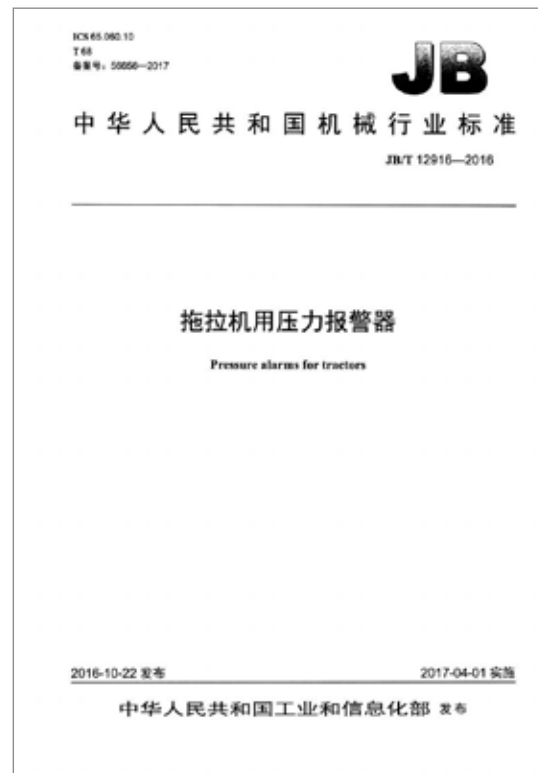 ICS 65.060.10
T 68
备案号：56656—2017
JB
中华人民共和国机械行业标准
JB/T 12916—2016
拖拉机用压力报警器
Pressure alarms for tractors
2016-10-22 发布
2017-04-01 实施
中华人民共和国工业和信息化部 发布